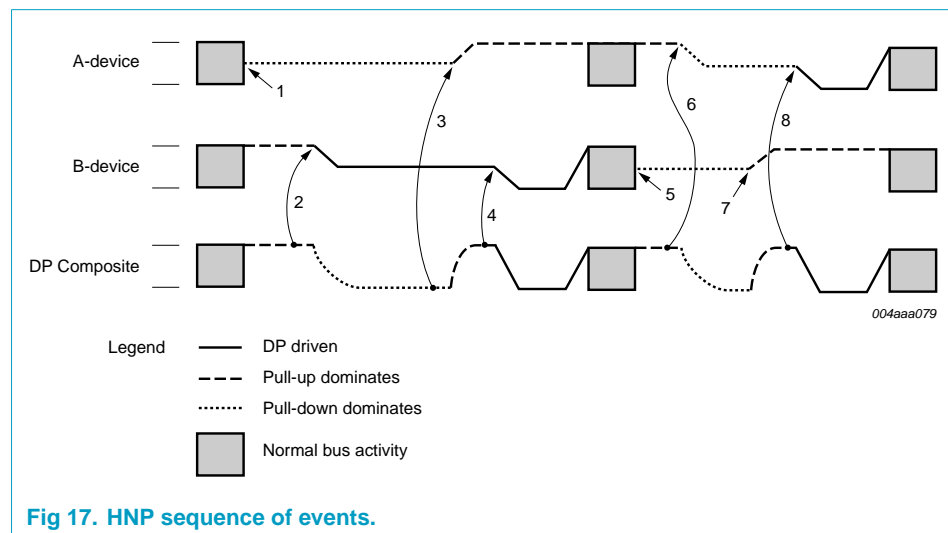 A-device
1
3
6
8
B-device
2
4
5
7
DP Composite
004aaa079
Legend
DP driven
Pull-up dominates
Pull-down dominates
Normal bus activity
Fig 17. HNP sequence of events.